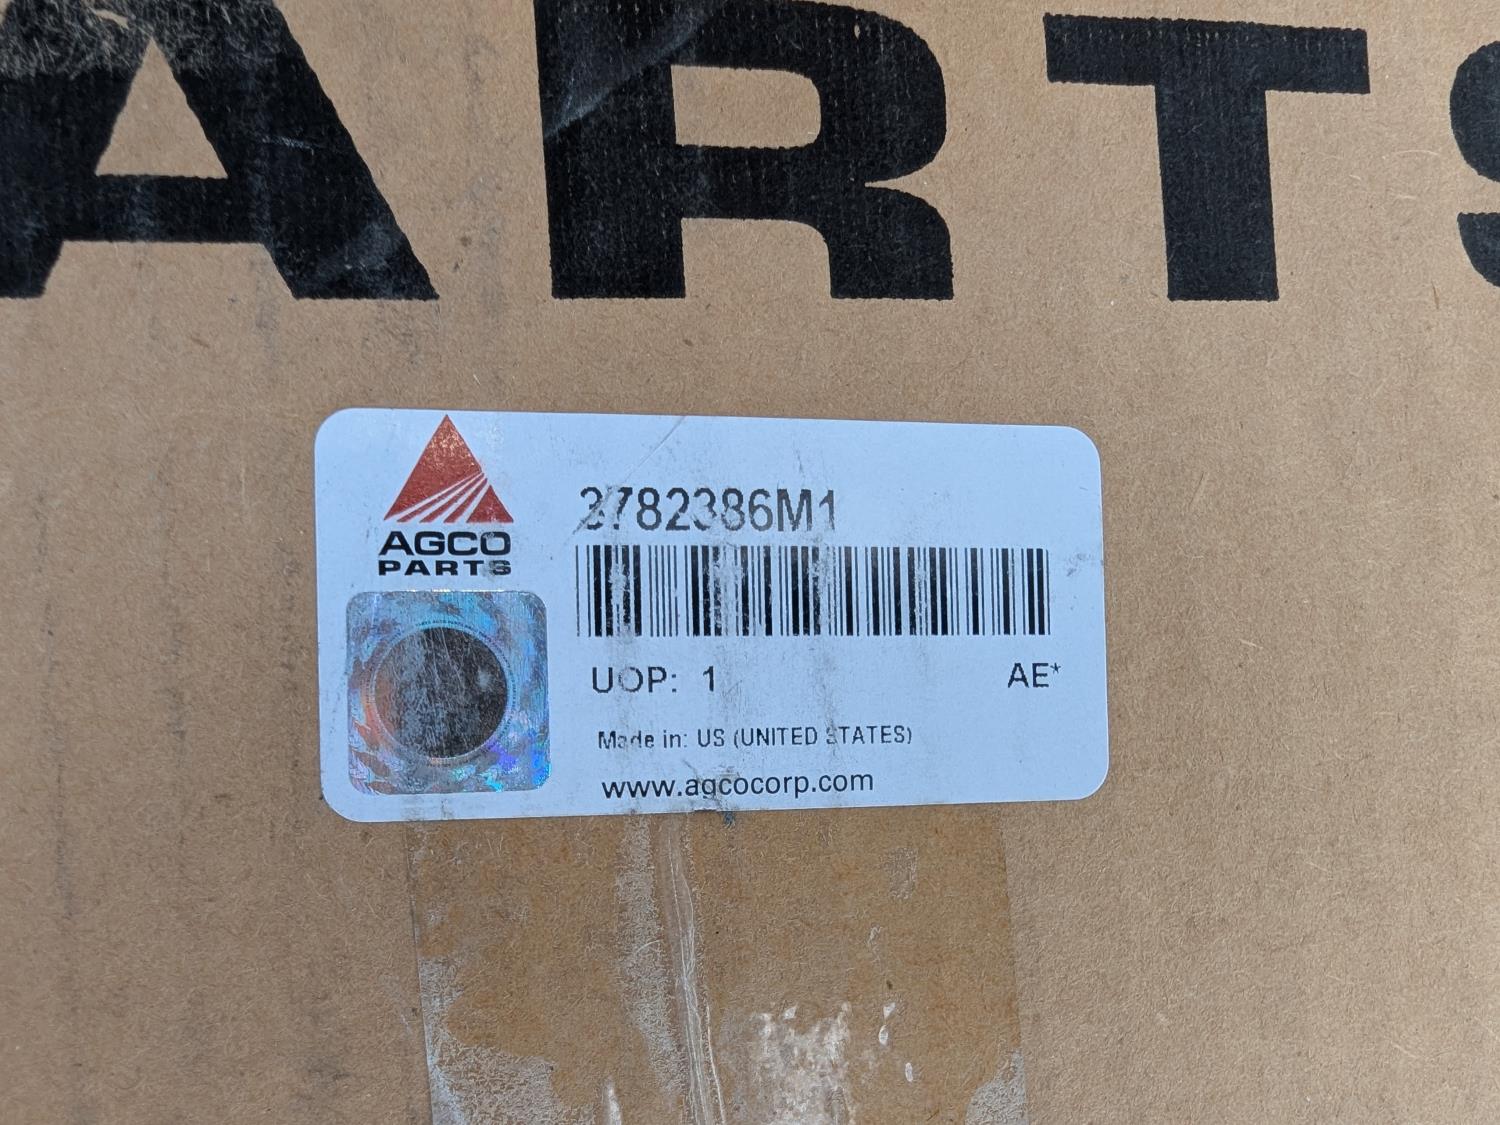 ARTS
AGCO
PARTS
3782386M1
UOP: 1
AE*
Made in: US (UNITED STATES)
www.agcocorp.com